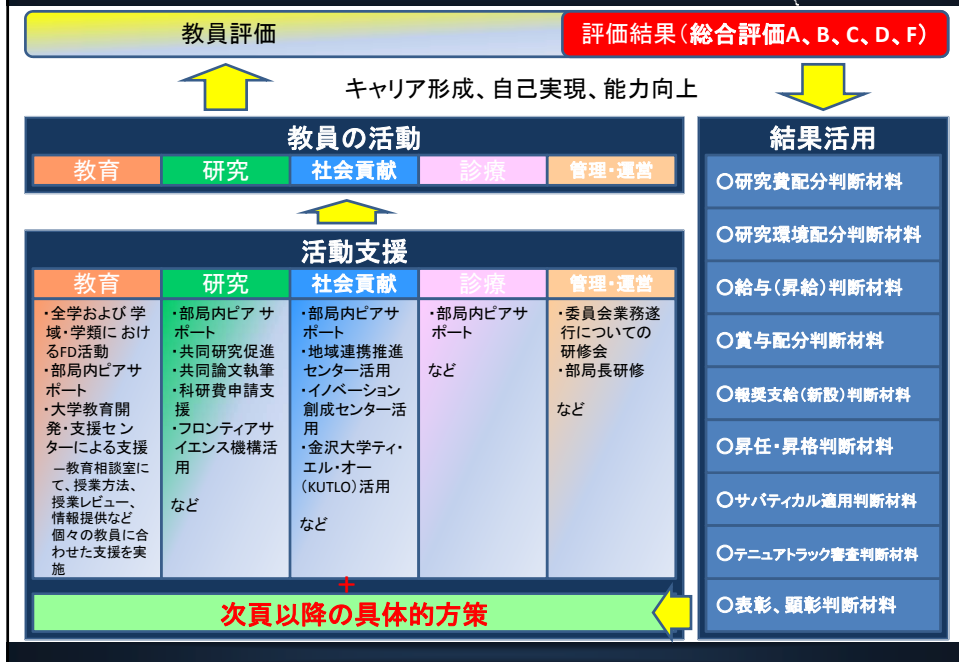 教員評価
評価結果(総合評価A、B、C、D、F)
キャリア形成、自己実現、能力向上
教員の活動
教育
研究
社会貢献
診療
管理・運営
活動支援
教育
・全学および 学
域・学類に おけ
るFD活動
・部局内ピアサ
ポート
・大学教育開
発・支援セン
ターによる支援
―教育相談室に
て、授業方法、
授業レビュー、
情報提供など
個々の教員に合
わせた支援を実
施
研究
・部局内ピア サ
ポート
・共同研究促進
・共同論文執筆
・科研費申請支
援
・フロンティアサ
イエンス機構活
用
など
社会貢献
・部局内ピアサ
ポート
・地域連携推進
センター活用
・イノベーション
創成センター活
用
・金沢大学ティ・
エル・オー
(KUTLO)活用
など
診療
・部局内ピアサ
ポート
など
管理・運営
・委員会業務遂
行についての
研修会
・部局長研修
など
+
次頁以降の具体的方策
結果活用
○研究費配分判断材料
○研究環境配分判断材料
○給与(昇給)判断材料
○賞与配分判断材料
○報奨支給(新設)判断材料
○昇任・昇格判断材料
○サバティカル適用判断材料
○テニュアトラック審査判断材料
○表彰、顕彰判断材料